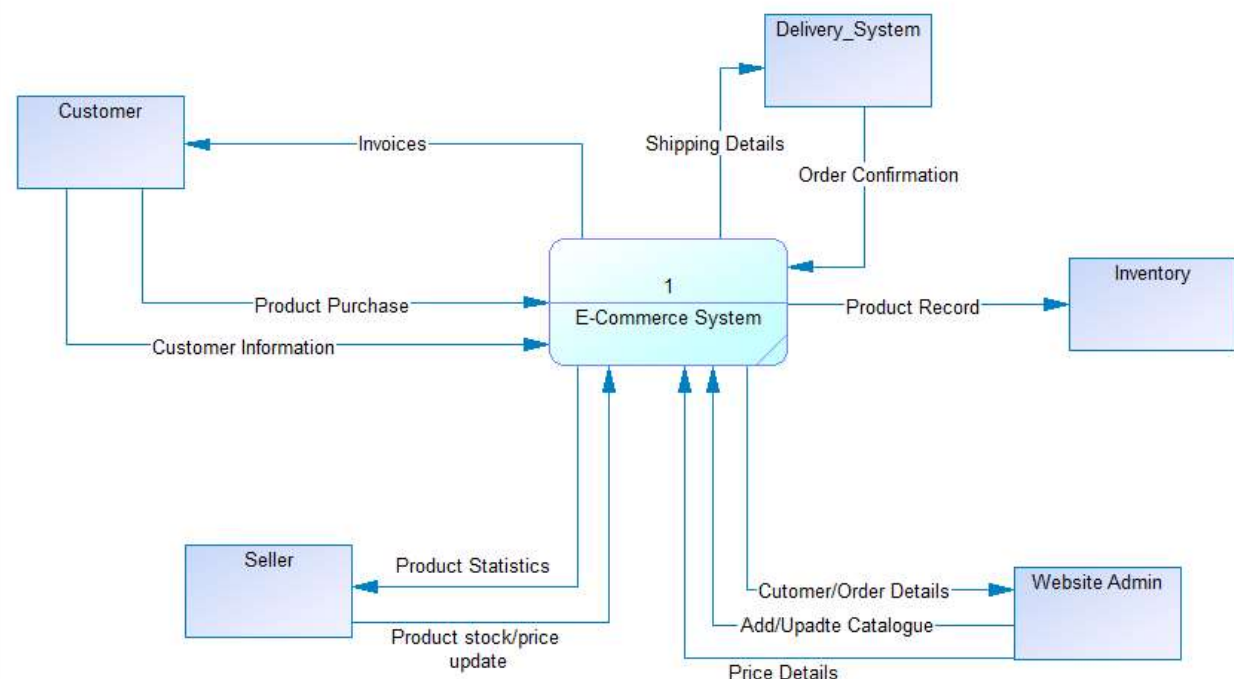 Delivery_System
Customer
Invoices
Shipping Details
Order Confirmation
1
E-Commerce System
Inventory
Product Record
Product Purchase
Customer Information
Seller
Product Statistics
Product stock/price
update
Website Admin
Cutomer/Order Details
Add/Upadte Catalogue
Price Details